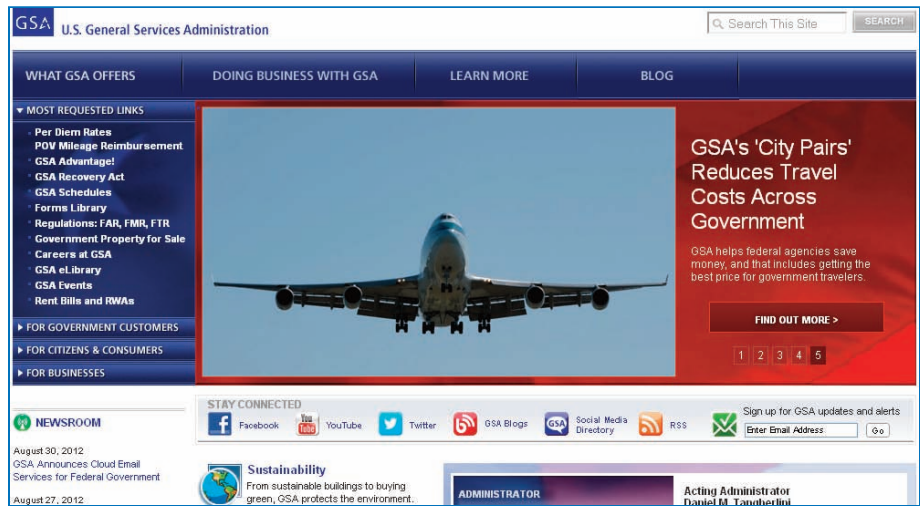 GSA
U.S. General Services Administration
Search This Site
SEARCH
WHAT GSA OFFERS
DOING BUSINESS WITH GSA
LEARN MORE
BLOG
MOST REQUESTED LINKS
Per Diem Rates
POV Mileage Reimbursement
GSA Advantage!
GSA Recovery Act
GSA Schedules
Forms Library
Regulations: FAR, FMR, FTR
Government Property for Sale
Careers at GSA
GSA eLibrary
GSA Events
Rent Bills and RWAs
FOR GOVERNMENT CUSTOMERS
FOR CITIZENS & CONSUMERS
FOR BUSINESSES
GSA's 'City Pairs'
Reduces Travel
Costs Across
Government
GSA helps federal agencies save
money, and that includes getting the
best price for government travelers.
FIND OUT MORE >
1 2 3 4 5
STAY CONNECTED
Facebook
You
Tube
YouTube
Twitter
GSA Blogs
GSA
Social Media
Directory
RSS
Sign up for GSA updates and alerts
Enter Email Address
Go
NEWSROOM
August 30, 2012
GSA Announces Cloud Email
Services for Federal Government
August 27, 2012
Sustainability
From sustainable buildings to buying
green, GSA protects the environment.
ADMINISTRATOR
Acting Administrator
Daniel M. Tangherlini